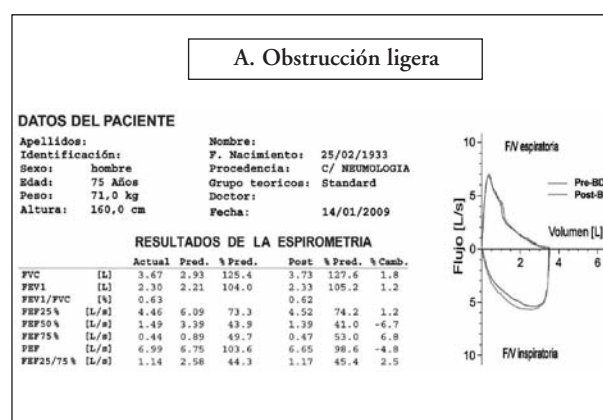 A. Obstrucción ligera
DATOS DEL PACIENTE
Apellidos: Nombre:
Identificación: F. Nacimiento: 25/02/1933
Sexo: hombre Procedencia: C/ NEUMOLOGIA
Edad: 75 Años Grupo teoricos: Standard
Peso: 71,0 kg Doctor:
Altura: 160,0 cm Fecha: 14/01/2009
RESULTADOS DE LA ESPIROMETRIA
Actual Pred. % Pred. Post % Pred. % Camb.
FVC [L] 3.67 2.93 125.4 3.73 127.6 1.8
FEV1 [L] 2.30 2.21 104.0 2.33 105.2 1.2
FEV1/FVC [%] 0.63 0.62
FEF25% [L/s] 4.46 6.09 73.3 4.52 74.2 1.2
FEF50% [L/s] 1.49 3.39 43.9 1.39 41.0 -6.7
FEF75% [L/s] 0.44 0.89 49.7 0.47 53.0 6.8
PEF [L/s] 6.99 6.75 103.6 6.65 98.6 -4.8
FEF25/75% [L/s] 1.14 2.58 44.3 1.17 45.4 2.5
10
F/V espiratoria
Pre-BD
Post-B
5
Flujo [L/s]
Volumen [L]
0
2 4 6
5
10
F/V inspiratoria